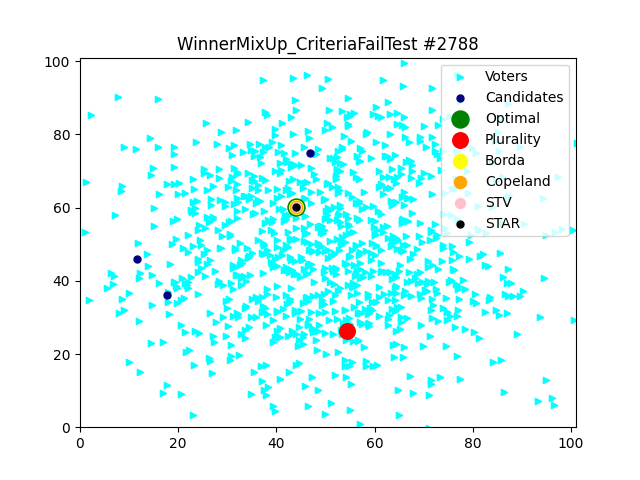 WinnerMixUp_CriteriaFailTest #2788
100
80
60
40
20
0
0 20 40 60 80 100
Voters
Candidates
Optimal
Plurality
Borda
Copeland
STV
STAR